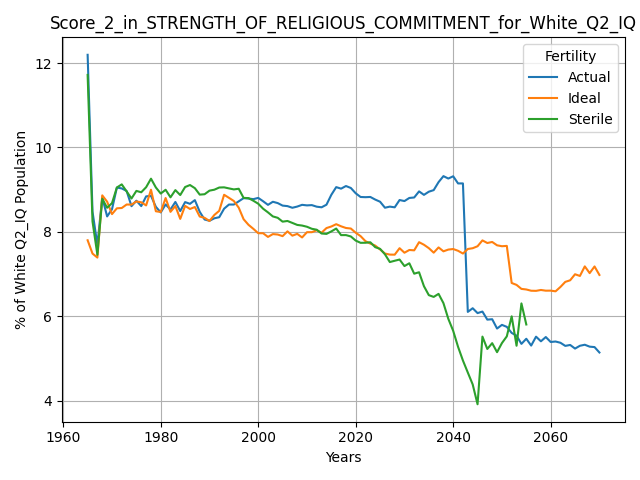 Score_2_in_STRENGTH_OF_RELIGIOUS_COMMITMENT_for_White_Q2_IQ
Fertility
Actual
Ideal
Sterile
% of White Q2_IQ Population
12
10
8
6
4
1960
1980
2000
2020
2040
2060
Years